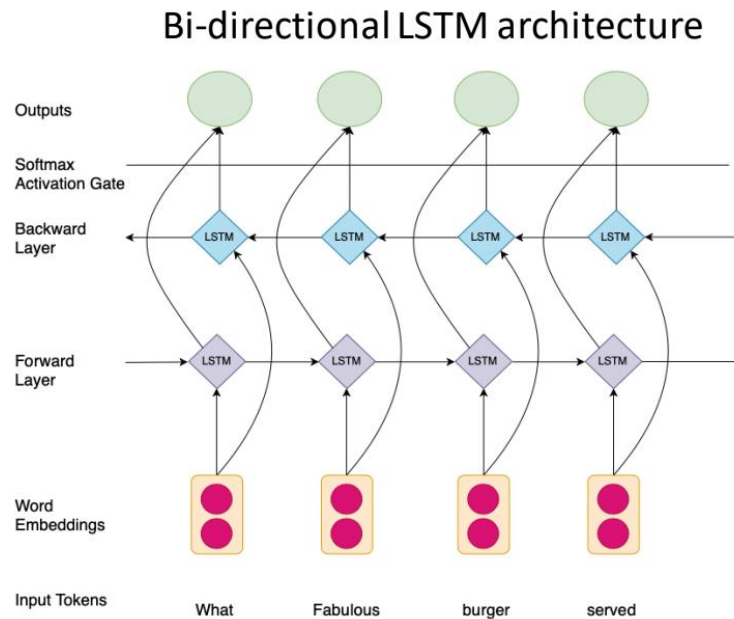 Bi-directional LSTM architecture
Outputs
Softmax
Activation Gate
Backward
Layer
LSTM LSTM LSTM LSTM
Forward
Layer
LSTM LSTM LSTM LSTM
Word
Embeddings
Input Tokens What Fabulous burger served